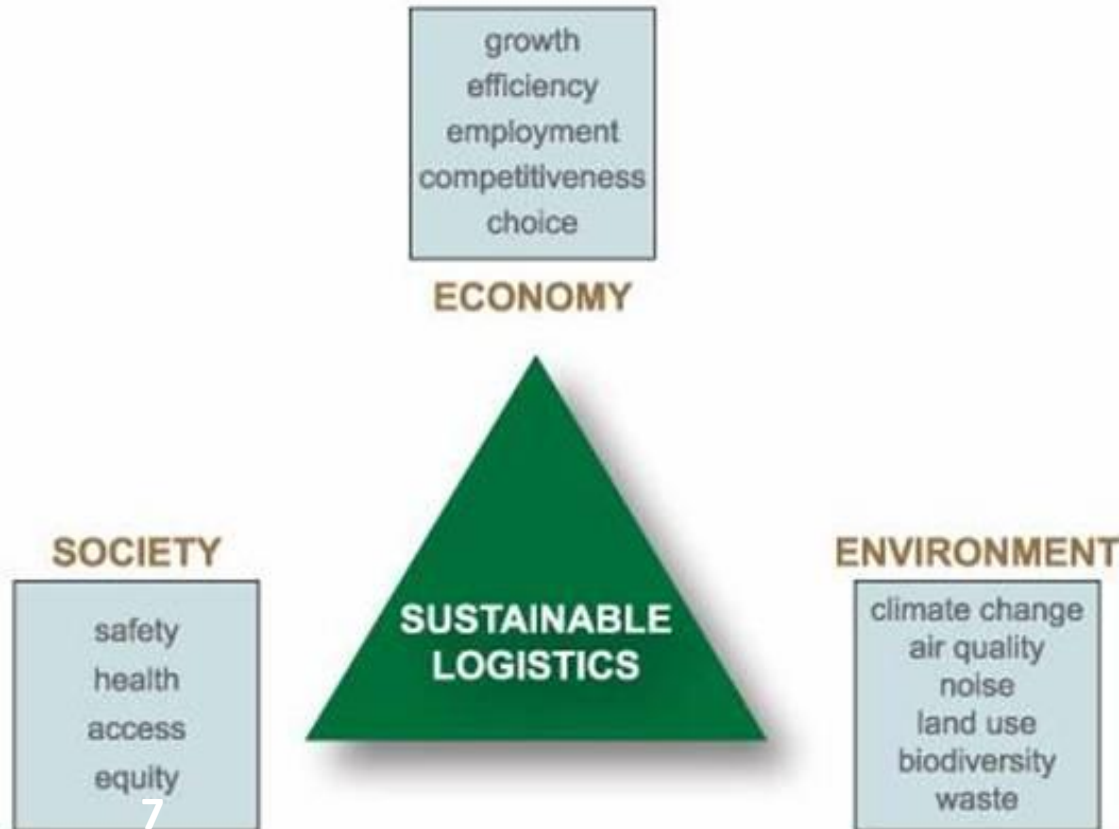 growth
efficiency
employment
competitiveness
choice
ECONOMY
SOCIETY
safety
health
access
equity
7
SUSTAINABLE
LOGISTICS
ENVIRONMENT
climate change
air quality
noise
land use
biodiversity
waste